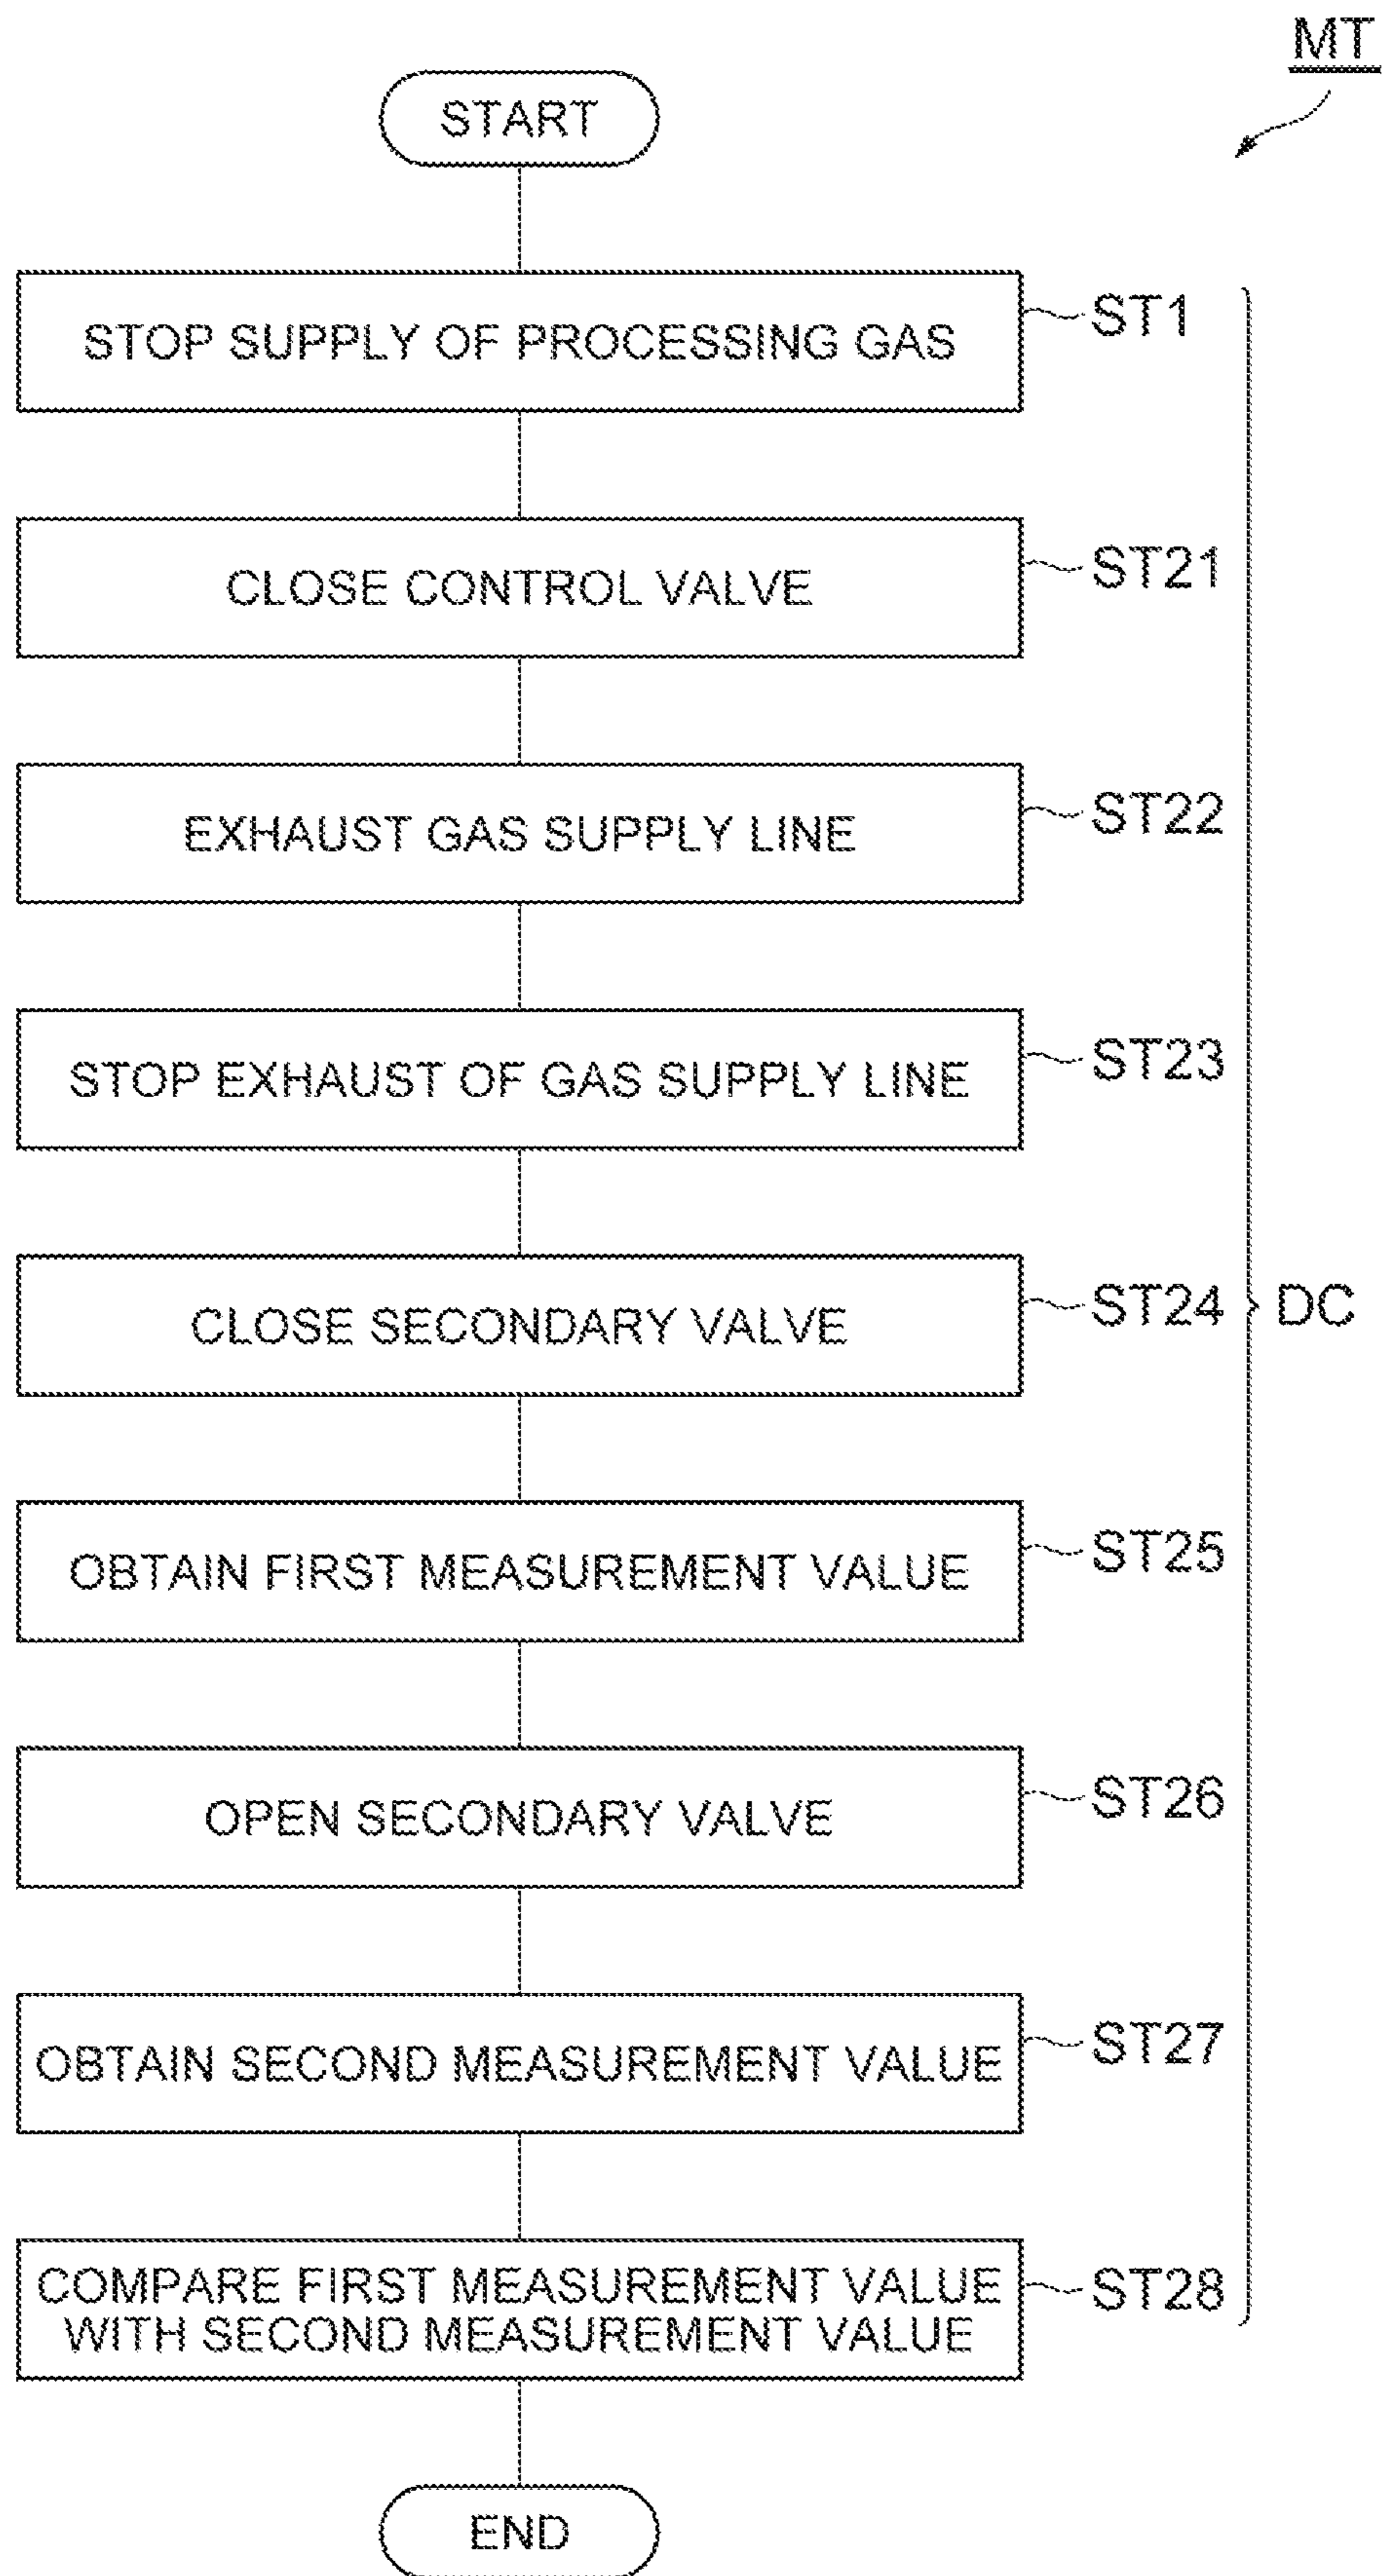 MT
START
STOP SUPPLY OF PROCESSING GAS
ST1
CLOSE CONTROL VALVE
ST21
EXHAUST GAS SUPPLY LINE
ST22
STOP EXHAUST OF GAS SUPPLY LINE
ST23
CLOSE SECONDARY VALVE
ST24
DC
OBTAIN FIRST MEASUREMENT VALUE
ST25
OPEN SECONDARY VALVE
ST26
OBTAIN SECOND MEASUREMENT VALUE
ST27
COMPARE FIRST MEASUREMENT VALUE
WITH SECOND MEASUREMENT VALUE
ST28
END